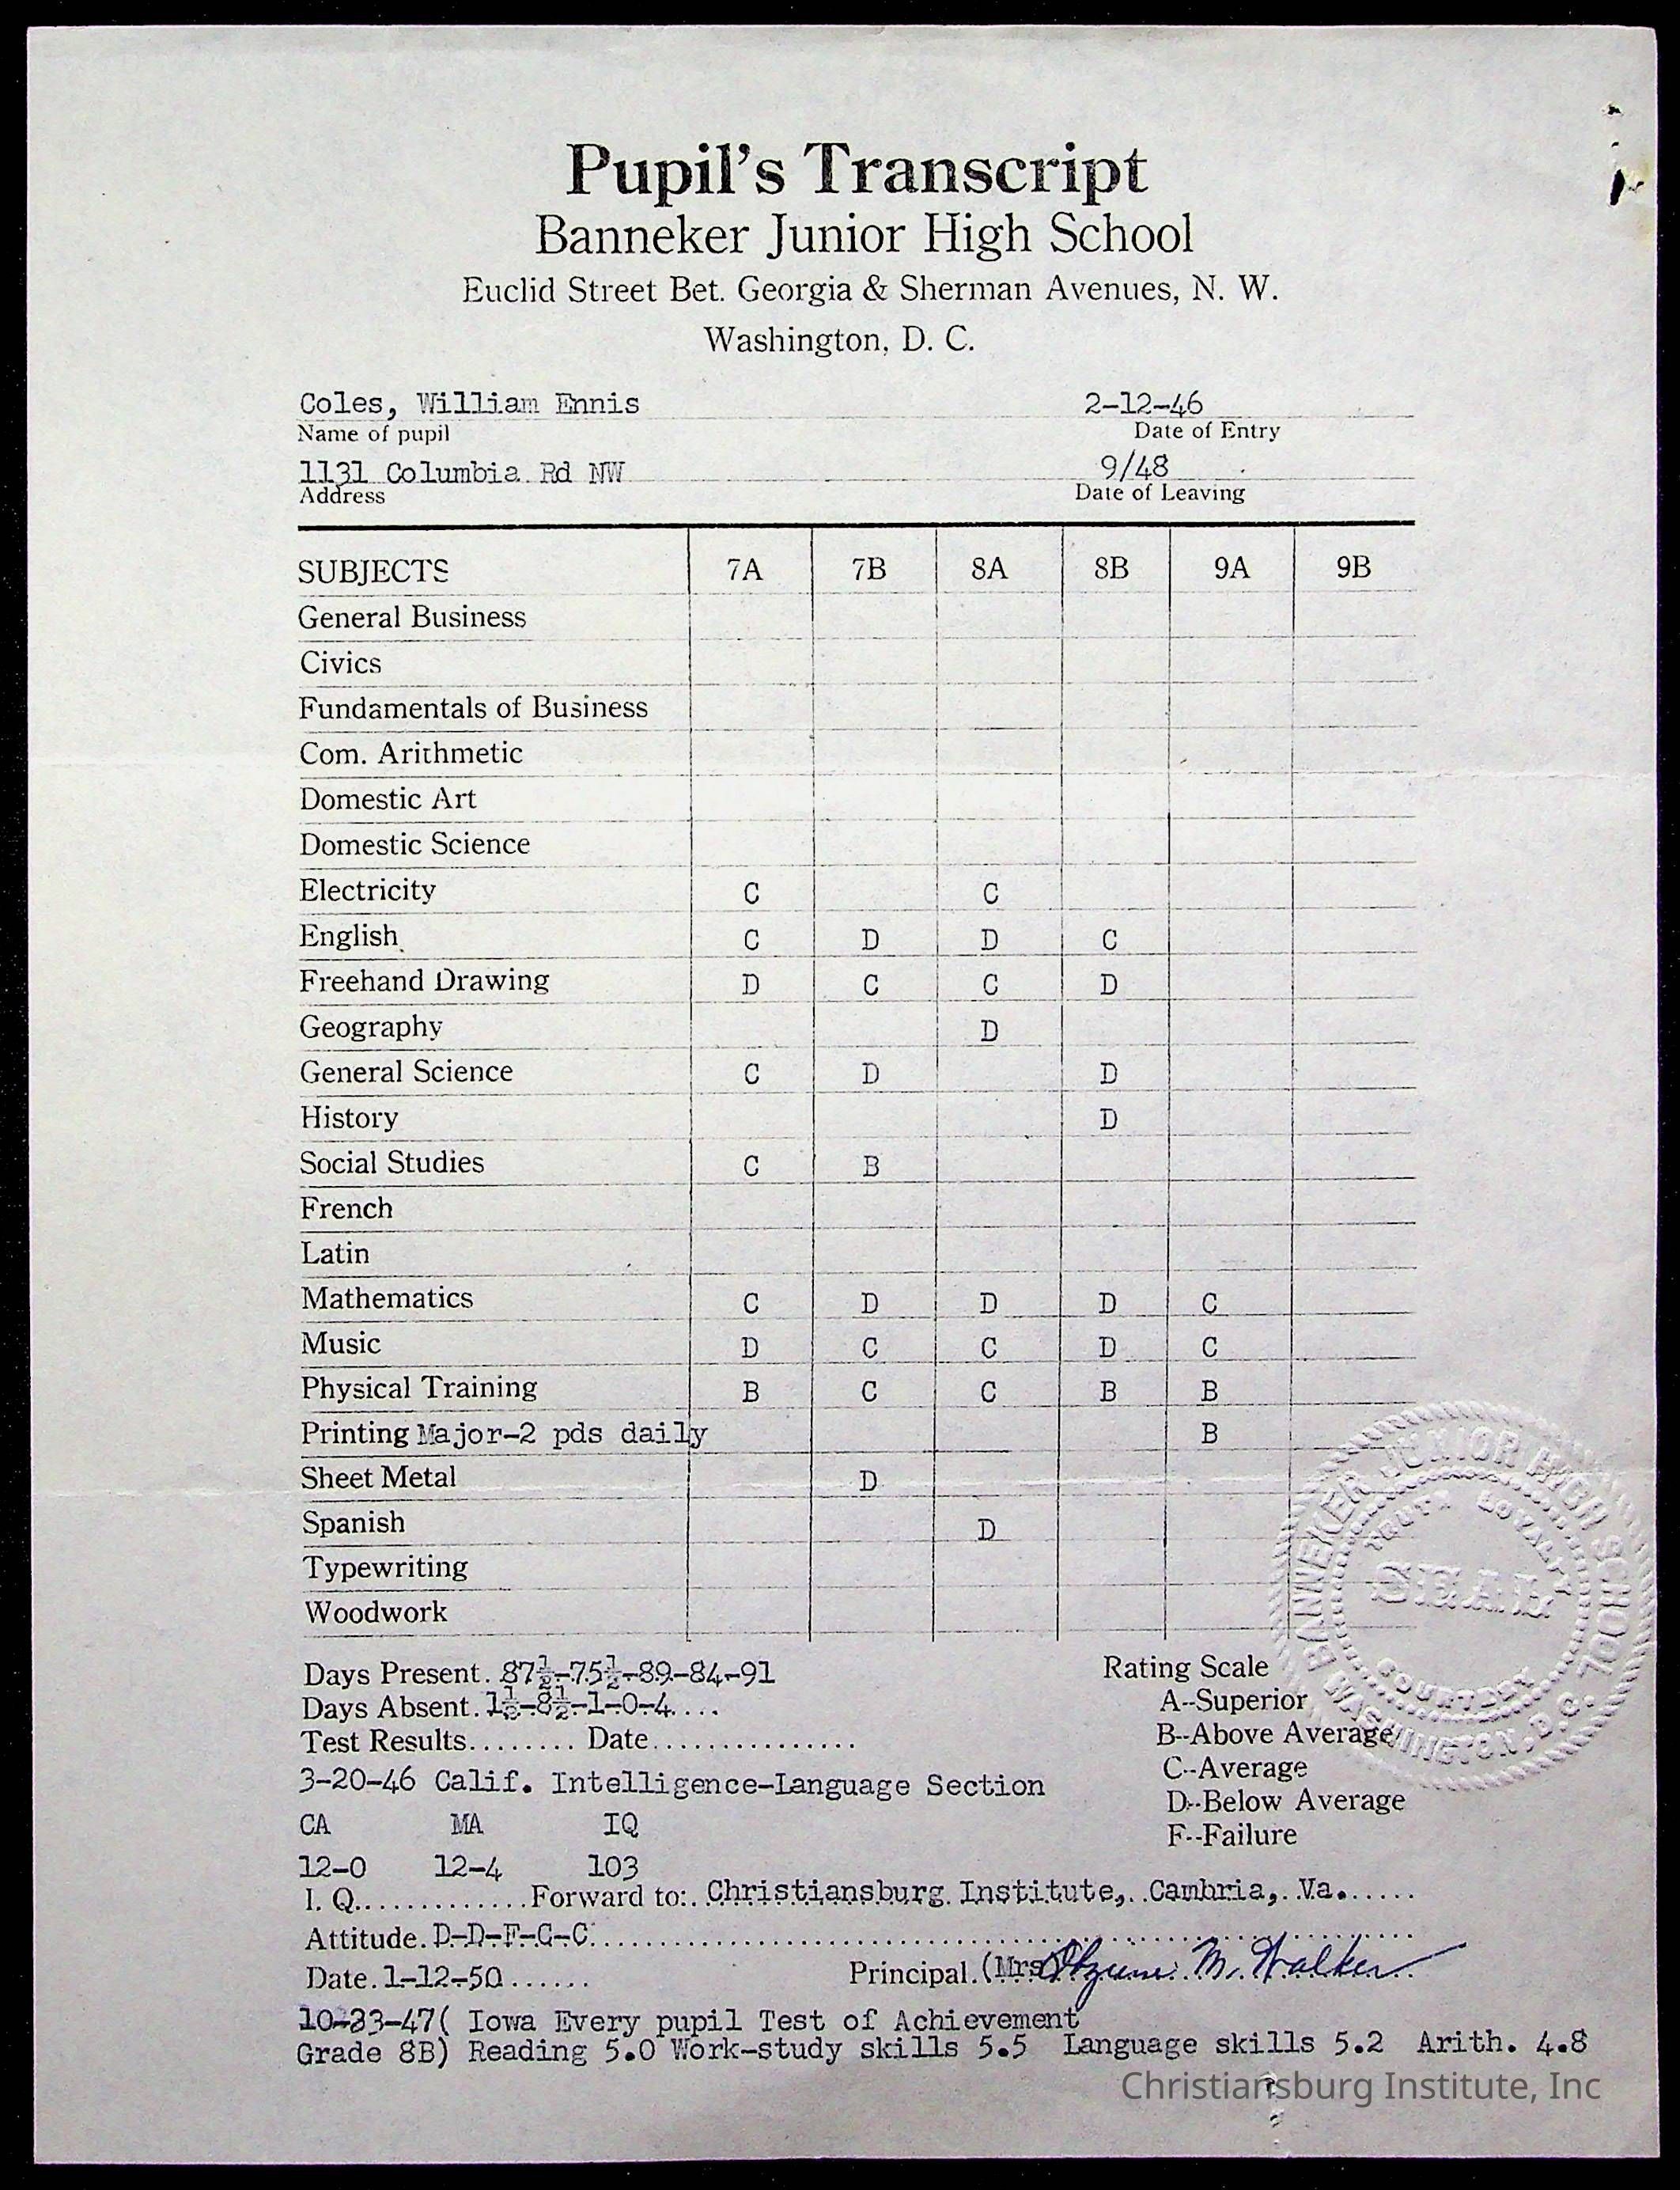 Pupil's Transcript
Banneker Junior High School
Euclid Street Bet. Georgia & Sherman Avenues, N. W.
Washington, D. C.
Coles, William Ennis 2-12-46
Name of pupil Date of Entry
1131 Columbia Rd NW 9/48
Address Date of Leaving
SUBJECTS 7A 7B 8A 8B 9A 9B
General Business
Civics
Fundamentals of Business
Com. Arithmetic
Domestic Art
Domestic Science
Electricity C C
English C D D C
Freehand Drawing D C C D
Geography D
General Science C D D
History D
Social Studies C B
French
Latin
Mathematics C D D D C
Music D C C D C
Physical Training B C C B B
Printing Major-2 pds daily B
Sheet Metal D
Spanish D
Typewriting
Woodwork
Days Present. 87½-75½-89-84-91
Days Absent. 1½-8½-1-0-4....
Test Results........ Date...............
3-20-46 Calif. Intelligence-Language Section
CA MA IQ
12-0 12-4 103
Rating Scale
A--Superior
B--Above Average
C--Average
D--Below Average
F--Failure
I. Q.............Forward to:. Christiansburg Institute, Cambria, Va......
Attitude. D-D-F-C-C
Date. 1-12-50...... Principal. (Mrs) M. Walker
10-23-47( Iowa Every pupil Test of Achievement
Grade 8B) Reading 5.0 Work-study skills 5.5 Language skills 5.2 Arith. 4.8
BANNEKER JUNIOR HIGH SCHOOL
WASHINGTON, D.C.
TRUTH LOYALTY COURTESY
SEAL
Christiansburg Institute, Inc